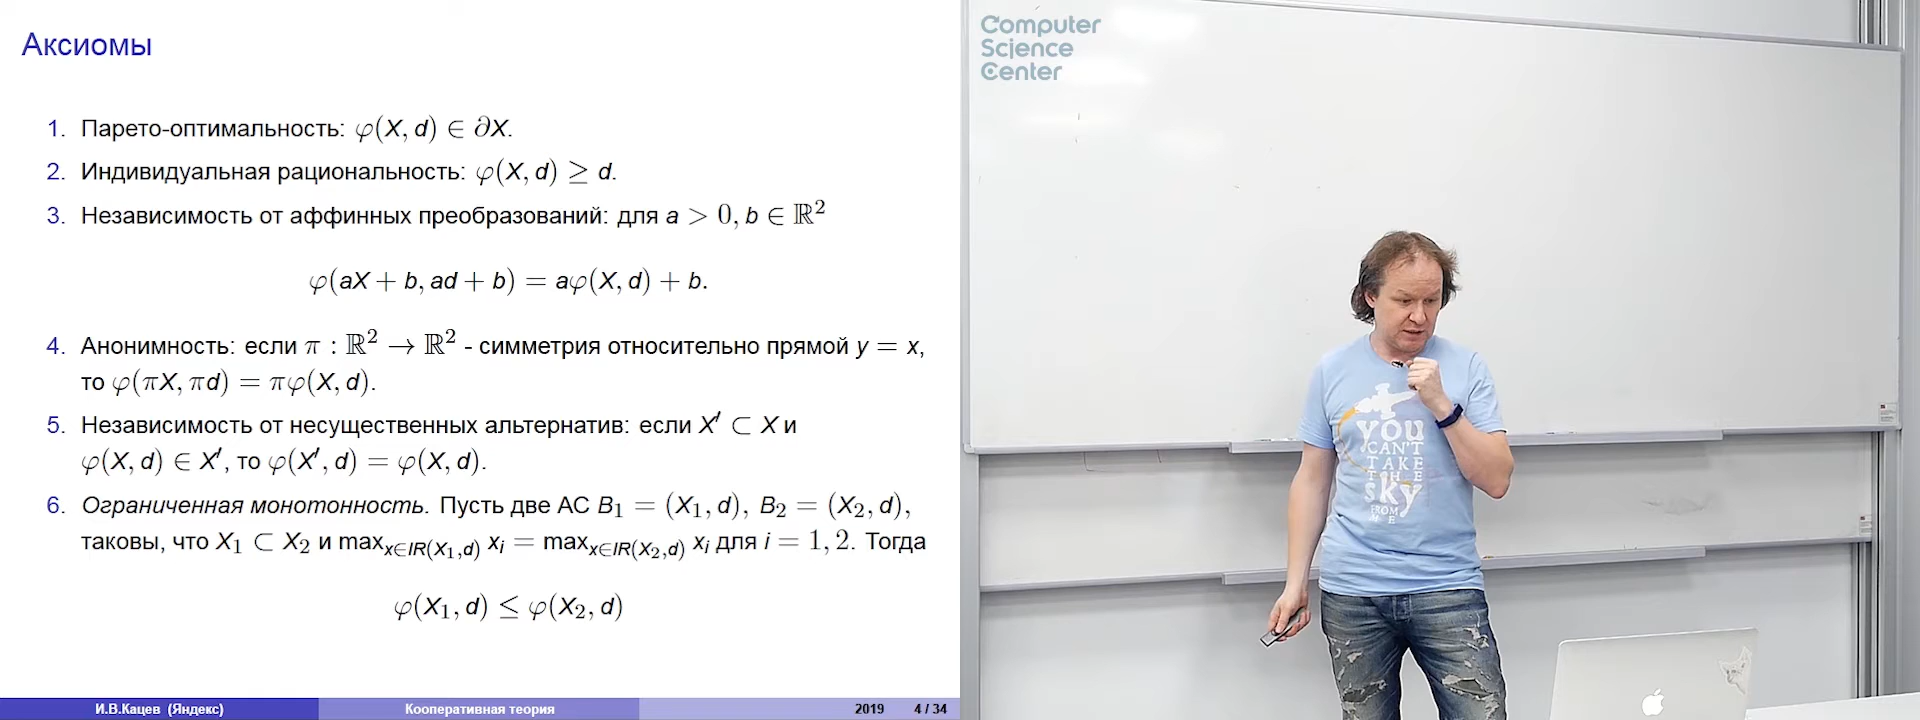 Аксиомы
1. Парето-оптимальность: φ(X, d) ∈ ∂X.
2. Индивидуальная рациональность: φ(X, d) ≥ d.
3. Независимость от аффинных преобразований: для a > 0, b ∈ ℝ²
φ(aX + b, ad + b) = aφ(X, d) + b.
4. Анонимность: если π : ℝ² → ℝ² - симметрия относительно прямой y = x,
то φ(πX, πd) = πφ(X, d).
5. Независимость от несущественных альтернатив: если X′ ⊂ X и
φ(X, d) ∈ X′, то φ(X′, d) = φ(X, d).
6. Ограниченная монотонность. Пусть две АС B₁ = (X₁, d), B₂ = (X₂, d),
таковы, что X₁ ⊂ X₂ и max_{x∈IR(X₁,d)} x_i = max_{x∈IR(X₂,d)} x_i для i = 1, 2. Тогда
φ(X₁, d) ≤ φ(X₂, d)
И.В.Кацев (Яндекс) Кооперативная теория 2019 4 / 34
Computer
Science
Center
you
CAN'T
TAKE
THE
sky
FROM
ME